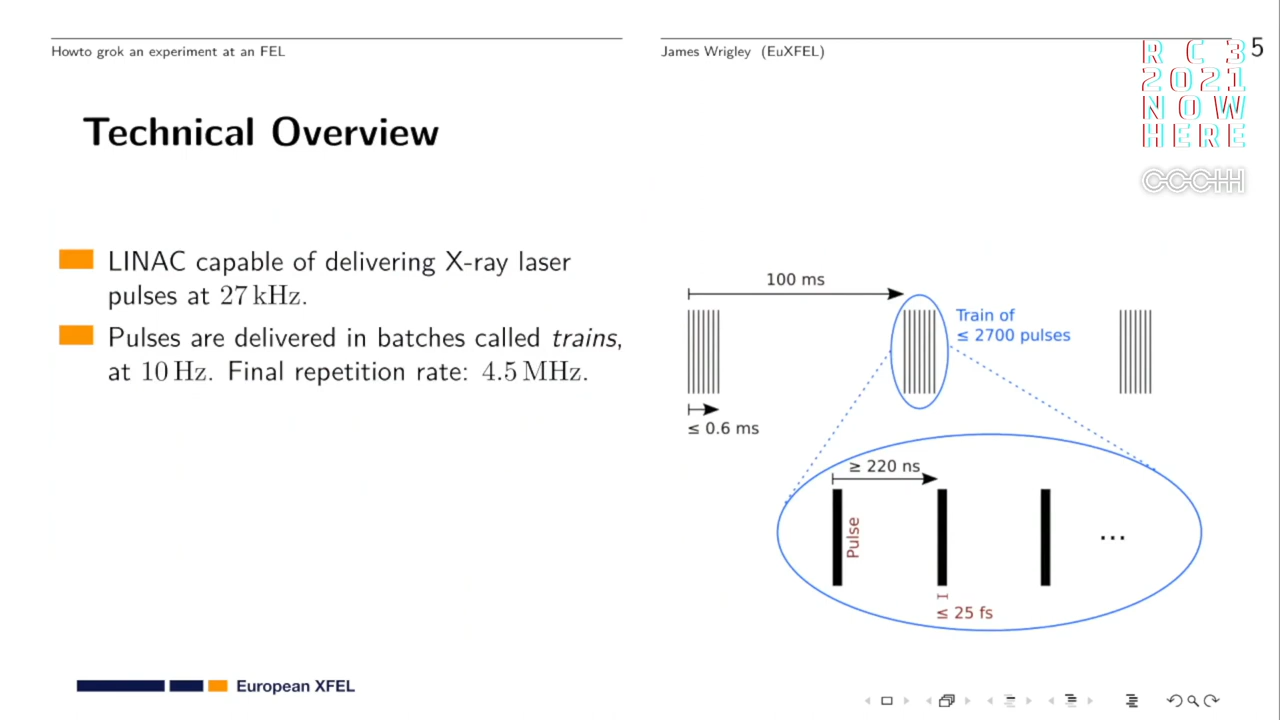 Howto grok an experiment at an FEL
James Wrigley (EuXFEL)
5
R C 3
2021
NOW
HERE
CCCHH
Technical Overview
LINAC capable of delivering X-ray laser
pulses at 27 kHz.
Pulses are delivered in batches called trains,
at 10 Hz. Final repetition rate: 4.5 MHz.
100 ms
Train of
≤ 2700 pulses
≤ 0.6 ms
≥ 220 ns
Pulse
...
≤ 25 fs
European XFEL